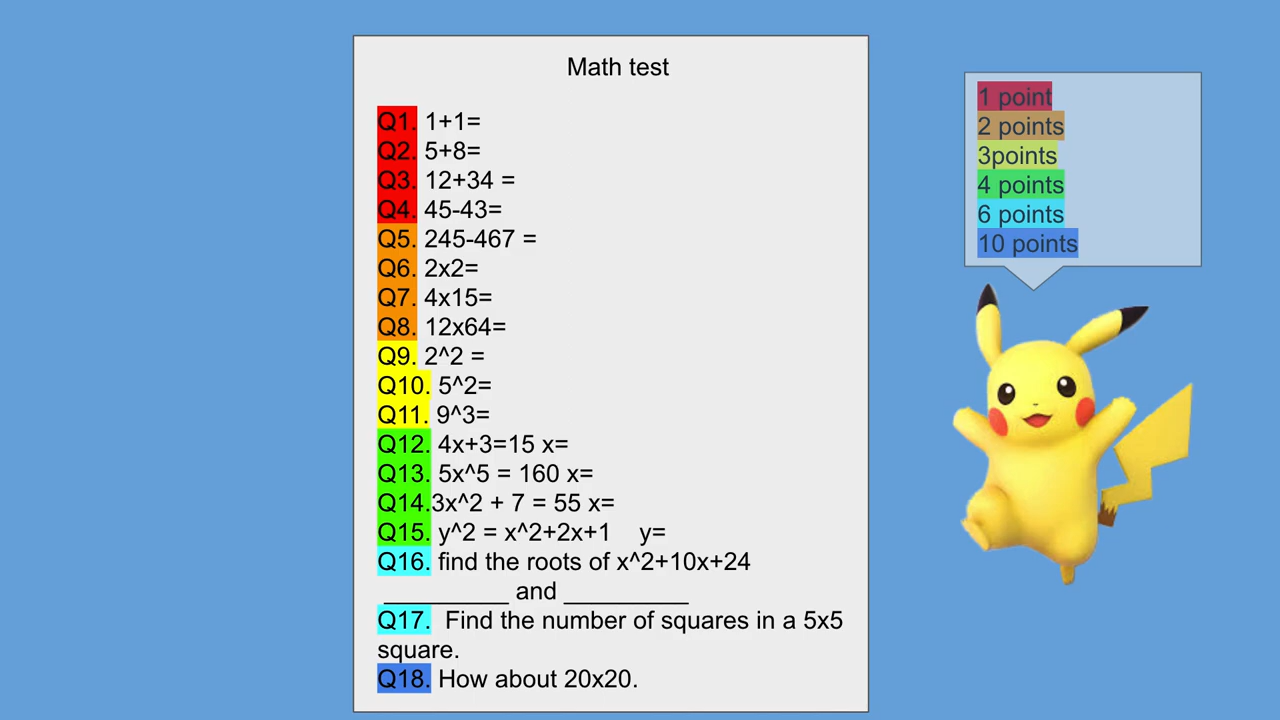 Math test
Q1. 1+1=
Q2. 5+8=
Q3. 12+34 =
Q4. 45-43=
Q5. 245-467 =
Q6. 2x2=
Q7. 4x15=
Q8. 12x64=
Q9. 2^2 =
Q10. 5^2=
Q11. 9^3=
Q12. 4x+3=15 x=
Q13. 5x^5 = 160 x=
Q14.3x^2 + 7 = 55 x=
Q15. y^2 = x^2+2x+1 y=
Q16. find the roots of x^2+10x+24
_________ and _________
Q17. Find the number of squares in a 5x5
square.
Q18. How about 20x20.
1 point
2 points
3points
4 points
6 points
10 points